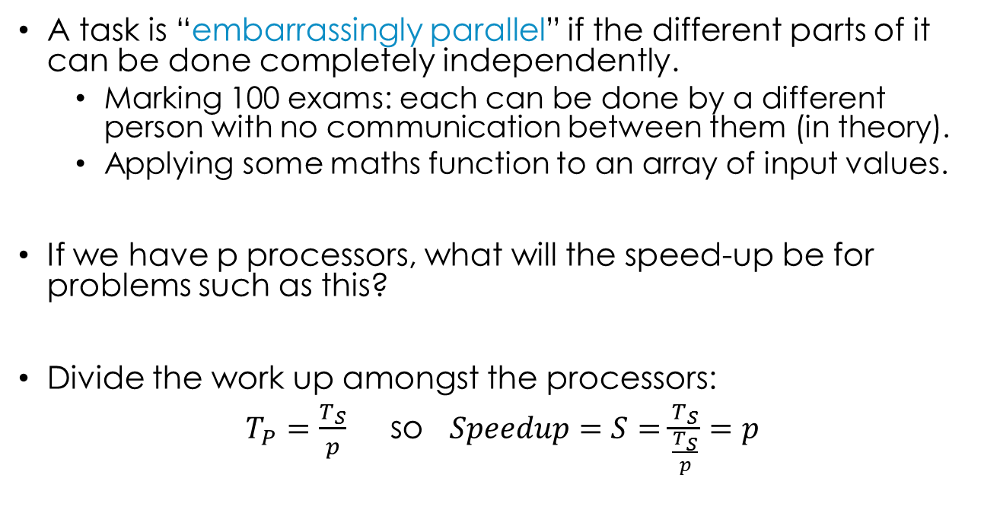 • A task is “embarrassingly parallel” if the different parts of it
can be done completely independently.
• Marking 100 exams: each can be done by a different
person with no communication between them (in theory).
• Applying some maths function to an array of input values.
• If we have p processors, what will the speed-up be for
problems such as this?
• Divide the work up amongst the processors:
$T_P = \frac{T_S}{p}$ so $Speedup = S = \frac{T_S}{\frac{T_S}{p}} = p$